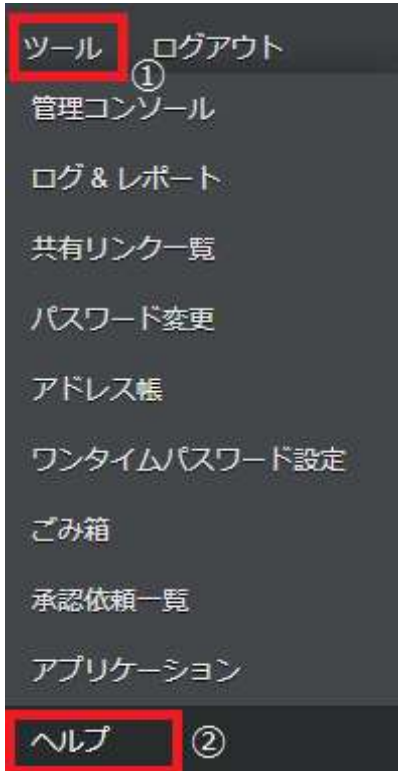 ツール ログアウト
①
管理コンソール
ログ & レポート
共有リンク一覧
パスワード変更
アドレス帳
ワンタイムパスワード設定
ごみ箱
承認依頼一覧
アプリケーション
ヘルプ ②